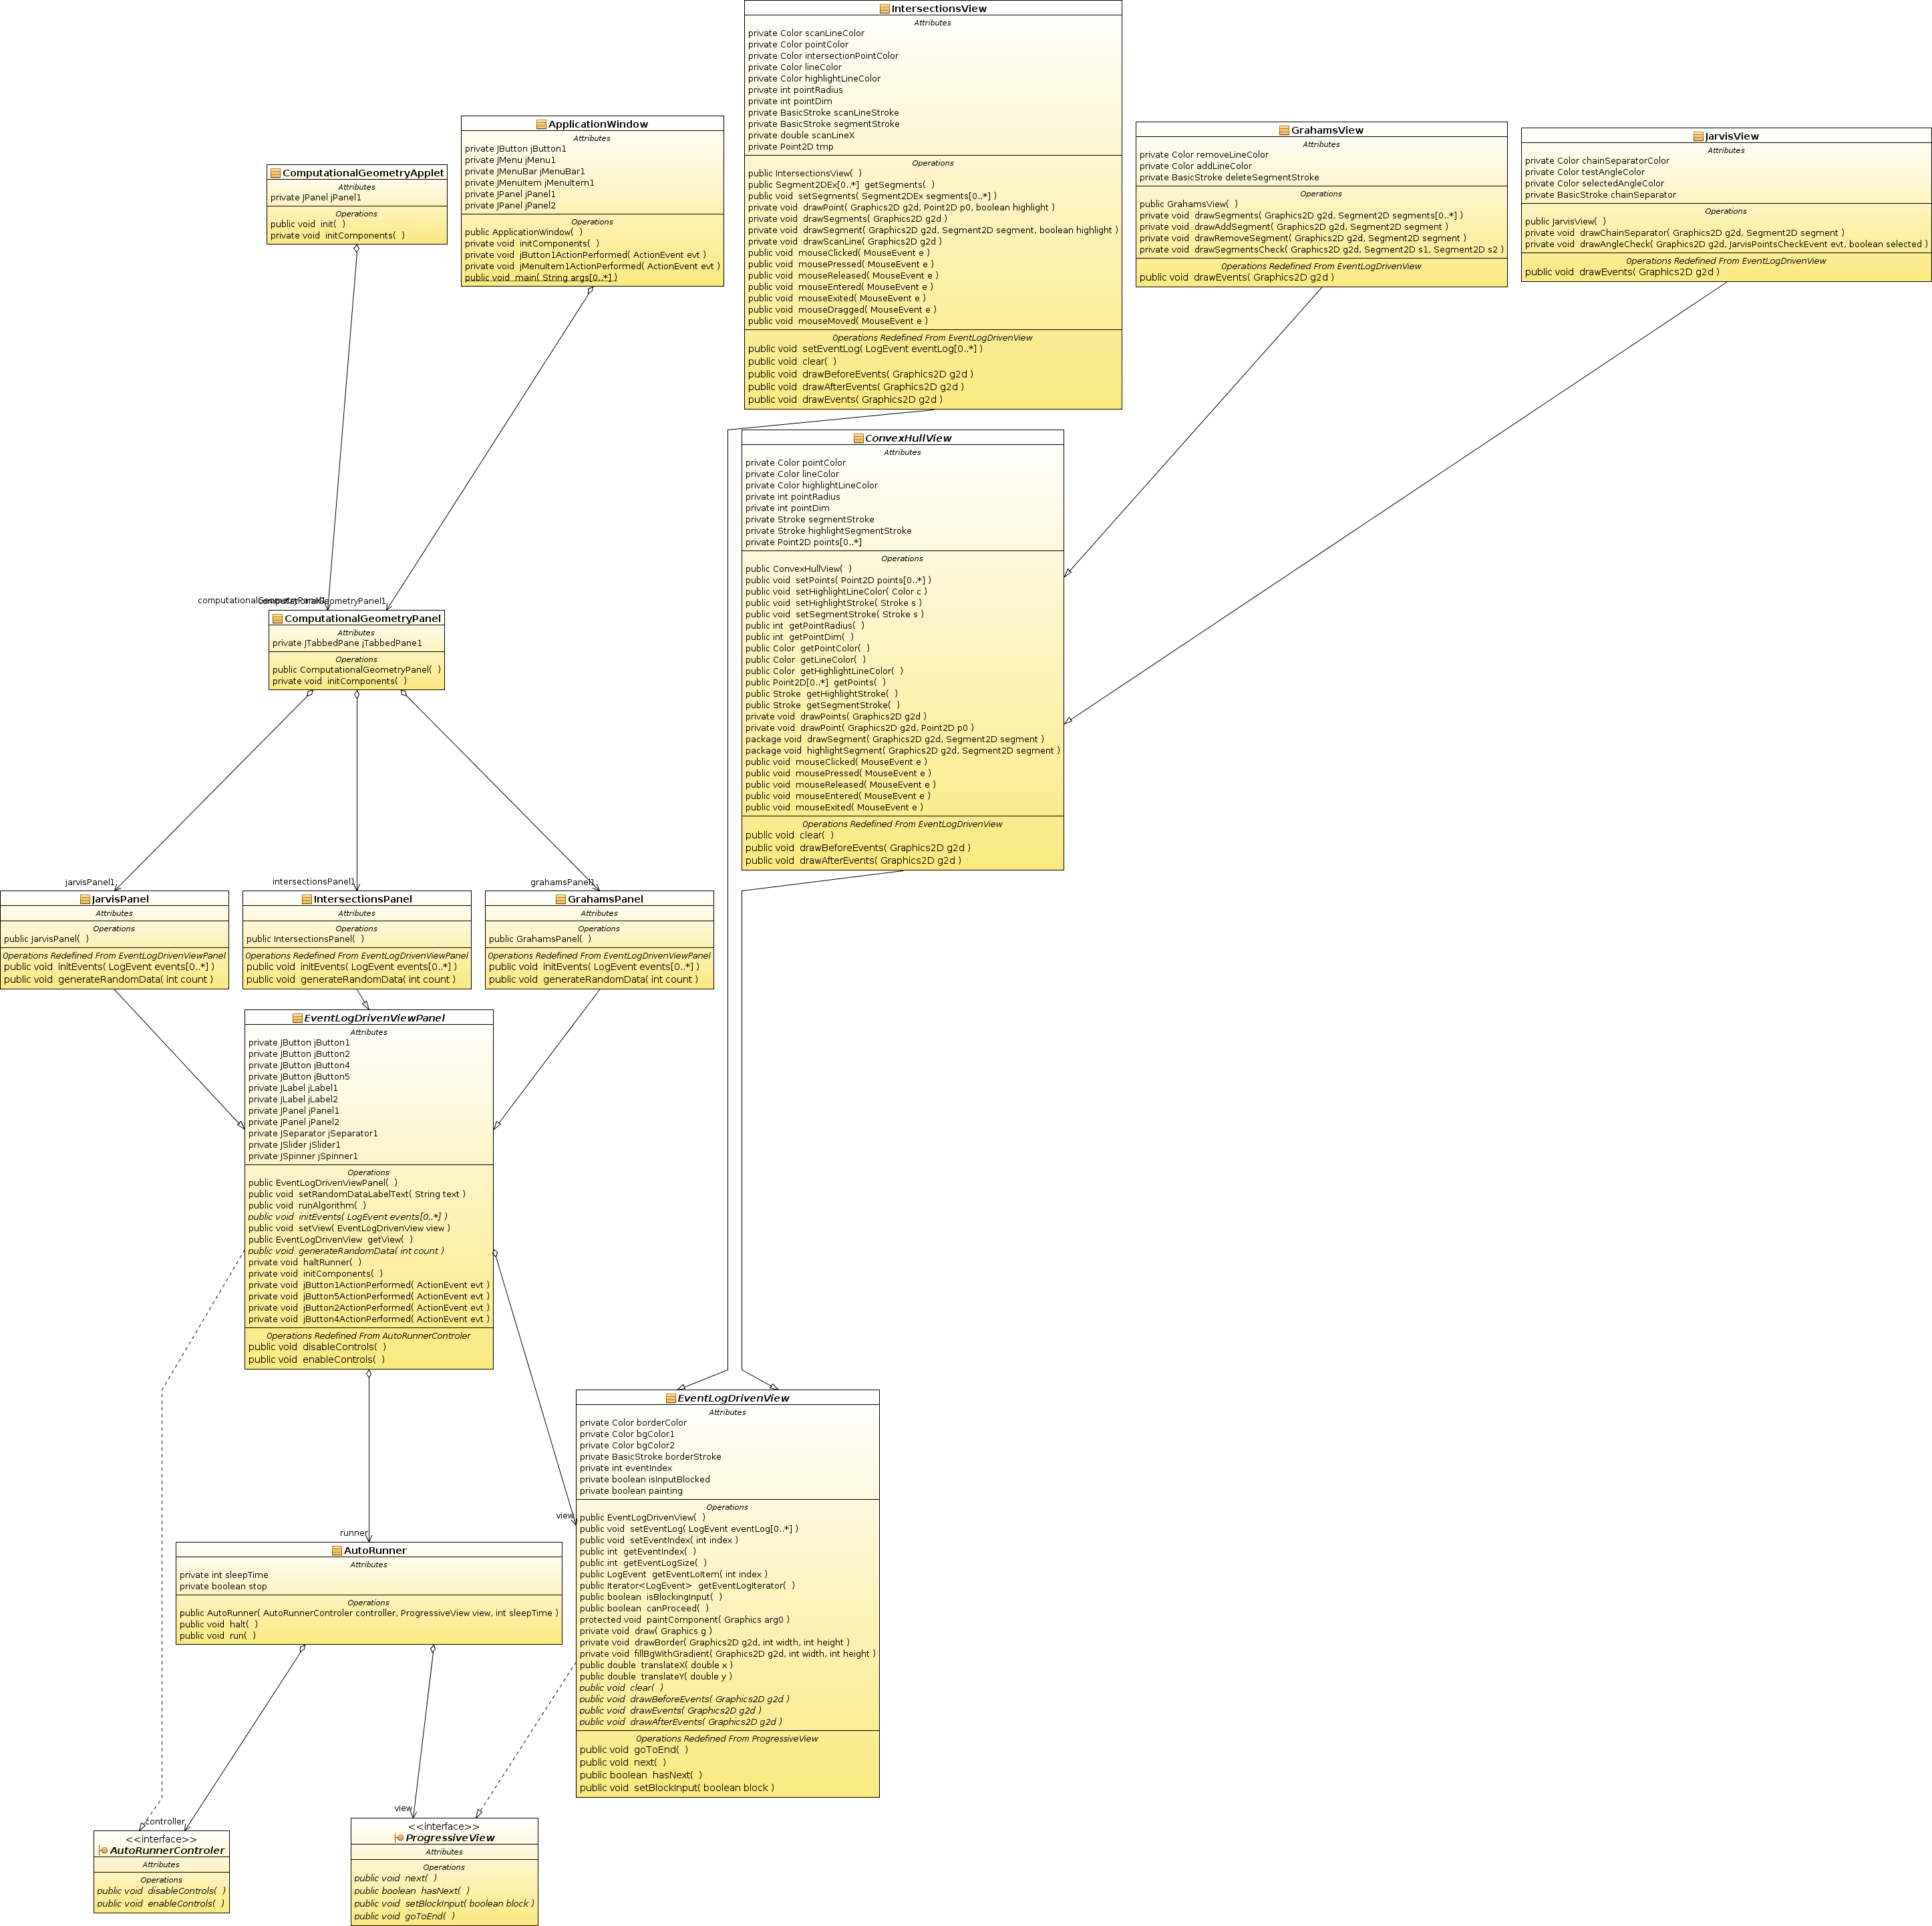 IntersectionsView
Attributes
private Color scanLineColor
private Color pointColor
private Color intersectionPointColor
private Color lineColor
private Color highlightLineColor
private int pointRadius
private int pointDim
private BasicStroke scanLineStroke
private BasicStroke segmentStroke
private double scanLineX
private Point2D tmp
Operations
public IntersectionsView(  )
public Segment2DEx[0..*]  getSegments(  )
public void  setSegments( Segment2DEx segments[0..*] )
private void  drawPoint( Graphics2D g2d, Point2D p0, boolean highlight )
private void  drawSegments( Graphics2D g2d )
private void  drawSegment( Graphics2D g2d, Segment2D segment, boolean highlight )
private void  drawScanLine( Graphics2D g2d )
public void  mouseClicked( MouseEvent e )
public void  mousePressed( MouseEvent e )
public void  mouseReleased( MouseEvent e )
public void  mouseEntered( MouseEvent e )
public void  mouseExited( MouseEvent e )
public void  mouseDragged( MouseEvent e )
public void  mouseMoved( MouseEvent e )
Operations Redefined From EventLogDrivenView
public void  setEventLog( LogEvent eventLog[0..*] )
public void  clear(  )
public void  drawBeforeEvents( Graphics2D g2d )
public void  drawAfterEvents( Graphics2D g2d )
public void  drawEvents( Graphics2D g2d )
ApplicationWindow
Attributes
private JButton jButton1
private JMenu jMenu1
private JMenuBar jMenuBar1
private JMenuItem jMenuItem1
private JPanel jPanel1
private JPanel jPanel2
Operations
public ApplicationWindow(  )
private void  initComponents(  )
private void  jButton1ActionPerformed( ActionEvent evt )
private void  jMenuItem1ActionPerformed( ActionEvent evt )
public void  main( String args[0..*] )
GrahamsView
Attributes
private Color removeLineColor
private Color addLineColor
private BasicStroke deleteSegmentStroke
Operations
public GrahamsView(  )
private void  drawSegments( Graphics2D g2d, Segment2D segments[0..*] )
private void  drawAddSegment( Graphics2D g2d, Segment2D segment )
private void  drawRemoveSegment( Graphics2D g2d, Segment2D segment )
private void  drawSegmentsCheck( Graphics2D g2d, Segment2D s1, Segment2D s2 )
Operations Redefined From EventLogDrivenView
public void  drawEvents( Graphics2D g2d )
JarvisView
Attributes
private Color chainSeparatorColor
private Color testAngleColor
private Color selectedAngleColor
private BasicStroke chainSeparator
Operations
public JarvisView(  )
private void  drawChainSeparator( Graphics2D g2d, Segment2D segment )
private void  drawAngleCheck( Graphics2D g2d, JarvisPointsCheckEvent evt, boolean selected )
Operations Redefined From EventLogDrivenView
public void  drawEvents( Graphics2D g2d )
ComputationalGeometryApplet
Attributes
private JPanel jPanel1
Operations
public void  init(  )
private void  initComponents(  )
ConvexHullView
Attributes
private Color pointColor
private Color lineColor
private Color highlightLineColor
private int pointRadius
private int pointDim
private Stroke segmentStroke
private Stroke highlightSegmentStroke
private Point2D points[0..*]
Operations
public ConvexHullView(  )
public void  setPoints( Point2D points[0..*] )
public void  setHighlightLineColor( Color c )
public void  setHighlightStroke( Stroke s )
public void  setSegmentStroke( Stroke s )
public int  getPointRadius(  )
public int  getPointDim(  )
public Color  getPointColor(  )
public Color  getLineColor(  )
public Color  getHighlightLineColor(  )
public Point2D[0..*]  getPoints(  )
public Stroke  getHighlightStroke(  )
public Stroke  getSegmentStroke(  )
private void  drawPoints( Graphics2D g2d )
private void  drawPoint( Graphics2D g2d, Point2D p0 )
package void  drawSegment( Graphics2D g2d, Segment2D segment )
package void  highlightSegment( Graphics2D g2d, Segment2D segment )
public void  mouseClicked( MouseEvent e )
public void  mousePressed( MouseEvent e )
public void  mouseReleased( MouseEvent e )
public void  mouseEntered( MouseEvent e )
public void  mouseExited( MouseEvent e )
Operations Redefined From EventLogDrivenView
public void  clear(  )
public void  drawBeforeEvents( Graphics2D g2d )
public void  drawAfterEvents( Graphics2D g2d )
computationalGeometryPanel1
computationalGeometryPanel1
ComputationalGeometryPanel
Attributes
private JTabbedPane jTabbedPane1
Operations
public ComputationalGeometryPanel(  )
private void  initComponents(  )
jarvisPanel1
intersectionsPanel1
grahamsPanel1
JarvisPanel
Attributes
Operations
public JarvisPanel(  )
Operations Redefined From EventLogDrivenViewPanel
public void  initEvents( LogEvent events[0..*] )
public void  generateRandomData( int count )
IntersectionsPanel
Attributes
Operations
public IntersectionsPanel(  )
Operations Redefined From EventLogDrivenViewPanel
public void  initEvents( LogEvent events[0..*] )
public void  generateRandomData( int count )
GrahamsPanel
Attributes
Operations
public GrahamsPanel(  )
Operations Redefined From EventLogDrivenViewPanel
public void  initEvents( LogEvent events[0..*] )
public void  generateRandomData( int count )
EventLogDrivenViewPanel
Attributes
private JButton jButton1
private JButton jButton2
private JButton jButton4
private JButton jButton5
private JLabel jLabel1
private JLabel jLabel2
private JPanel jPanel1
private JPanel jPanel2
private JSeparator jSeparator1
private JSlider jSlider1
private JSpinner jSpinner1
Operations
public EventLogDrivenViewPanel(  )
public void  setRandomDataLabelText( String text )
public void  runAlgorithm(  )
public void  initEvents( LogEvent events[0..*] )
public void  setView( EventLogDrivenView view )
public EventLogDrivenView  getView(  )
public void  generateRandomData( int count )
private void  haltRunner(  )
private void  initComponents(  )
private void  jButton1ActionPerformed( ActionEvent evt )
private void  jButton5ActionPerformed( ActionEvent evt )
private void  jButton2ActionPerformed( ActionEvent evt )
private void  jButton4ActionPerformed( ActionEvent evt )
Operations Redefined From AutoRunnerControler
public void  disableControls(  )
public void  enableControls(  )
EventLogDrivenView
Attributes
private Color borderColor
private Color bgColor1
private Color bgColor2
private BasicStroke borderStroke
private int eventIndex
private boolean isInputBlocked
private boolean painting
Operations
public EventLogDrivenView(  )
public void  setEventLog( LogEvent eventLog[0..*] )
public void  setEventIndex( int index )
public int  getEventIndex(  )
public int  getEventLogSize(  )
public LogEvent  getEventLoItem( int index )
public Iterator<LogEvent>  getEventLogIterator(  )
public boolean  isBlockingInput(  )
public boolean  canProceed(  )
protected void  paintComponent( Graphics arg0 )
private void  draw( Graphics g )
private void  drawBorder( Graphics2D g2d, int width, int height )
private void  fillBgWithGradient( Graphics2D g2d, int width, int height )
public double  translateX( double x )
public double  translateY( double y )
public void  clear(  )
public void  drawBeforeEvents( Graphics2D g2d )
public void  drawEvents( Graphics2D g2d )
public void  drawAfterEvents( Graphics2D g2d )
Operations Redefined From ProgressiveView
public void  goToEnd(  )
public void  next(  )
public boolean  hasNext(  )
public void  setBlockInput( boolean block )
view
runner
AutoRunner
Attributes
private int sleepTime
private boolean stop
Operations
public AutoRunner( AutoRunnerControler controller, ProgressiveView view, int sleepTime )
public void  halt(  )
public void  run(  )
controller
view
<<interface>>
AutoRunnerControler
Attributes
Operations
public void  disableControls(  )
public void  enableControls(  )
<<interface>>
ProgressiveView
Attributes
Operations
public void  next(  )
public boolean  hasNext(  )
public void  setBlockInput( boolean block )
public void  goToEnd(  )